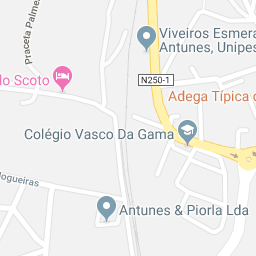 Praceta Palme
Viveiros Esmera
Antunes, Unipes
lo Scoto
N250-1
Adega Típica d
Colégio Vasco Da Gama
ogueiras
Antunes & Piorla Lda